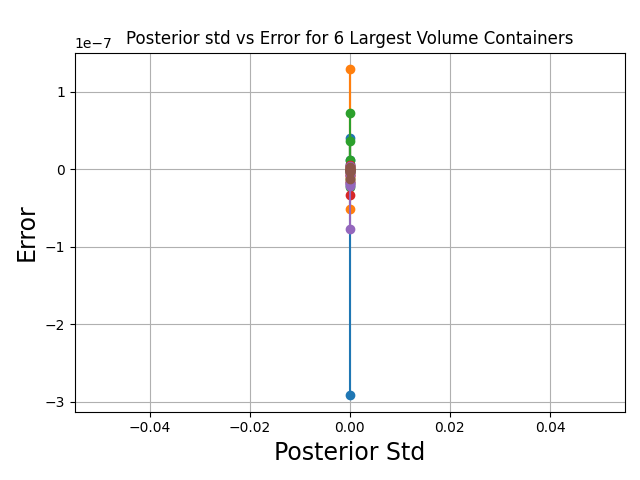 Posterior std vs Error for 6 Largest Volume Containers
1e−7
1
0
−1
−2
−3
Error
−0.04 −0.02 0.00 0.02 0.04
Posterior Std